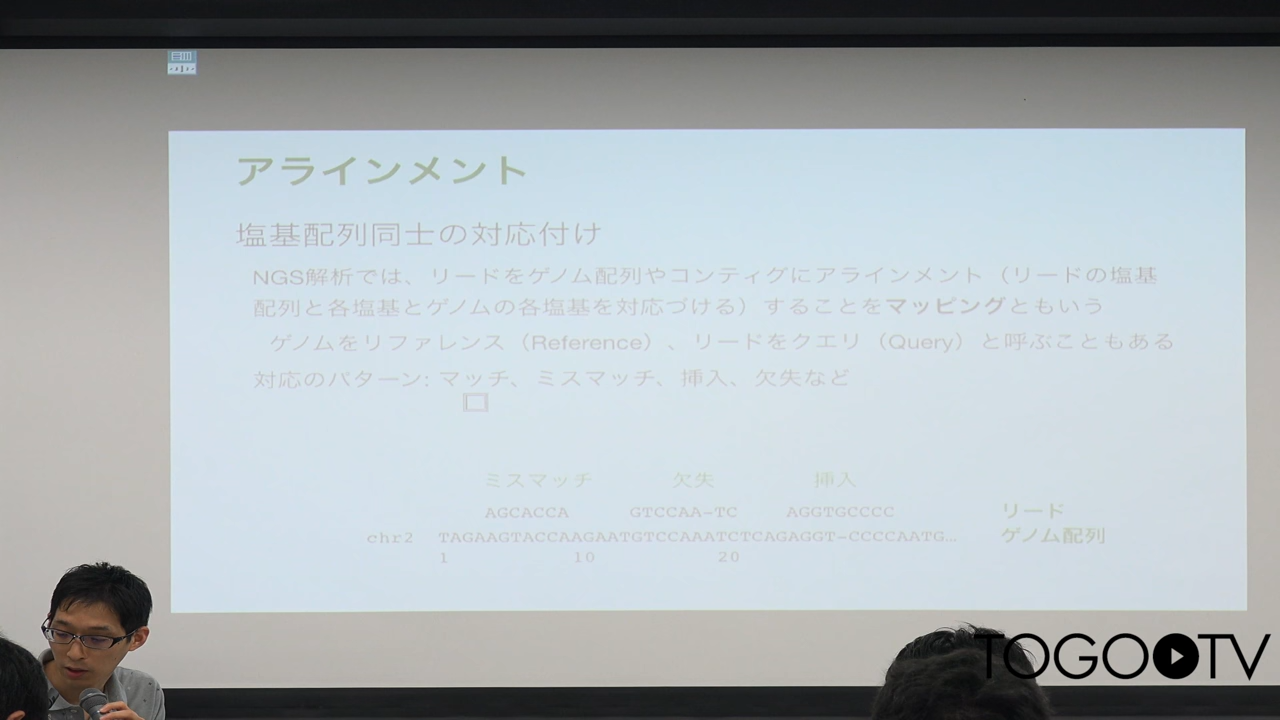 アラインメント
塩基配列同士の対応付け
NGS解析では、リードをゲノム配列やコンティグにアラインメント（リードの塩基
配列と各塩基とゲノムの各塩基を対応づける）することをマッピングともいう
ゲノムをリファレンス（Reference）、リードをクエリ（Query）と呼ぶこともある
対応のパターン: マッチ、ミスマッチ、挿入、欠失など
ミスマッチ 欠失 挿入
AGCACCA GTCCAA-TC AGGTGCCCC リード
chr2 TAGAAGTACCAAGAATGTCCAAATCTCAGAGGT-CCCCAATG… ゲノム配列
1 10 20
TOGO TV